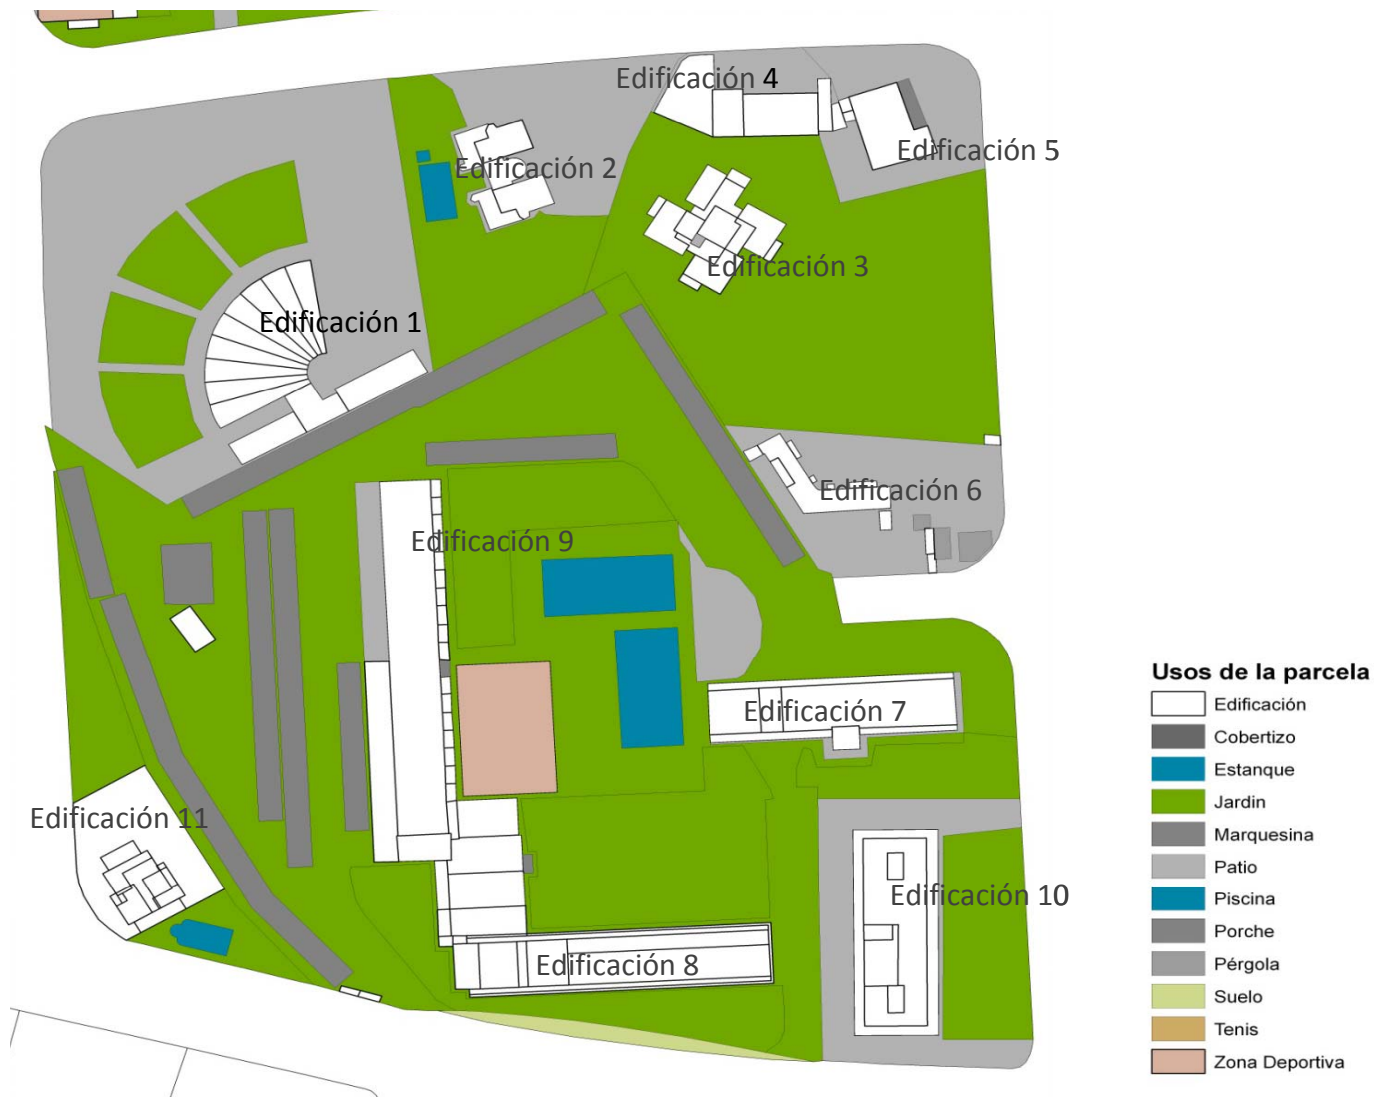 Edificación 4
Edificación 5
Edificación 2
Edificación 3
Edificación 1
Edificación 6
Edificación 9
Edificación 7
Edificación 11
Edificación 10
Edificación 8
Usos de la parcela
Edificación
Cobertizo
Estanque
Jardin
Marquesina
Patio
Piscina
Porche
Pérgola
Suelo
Tenis
Zona Deportiva